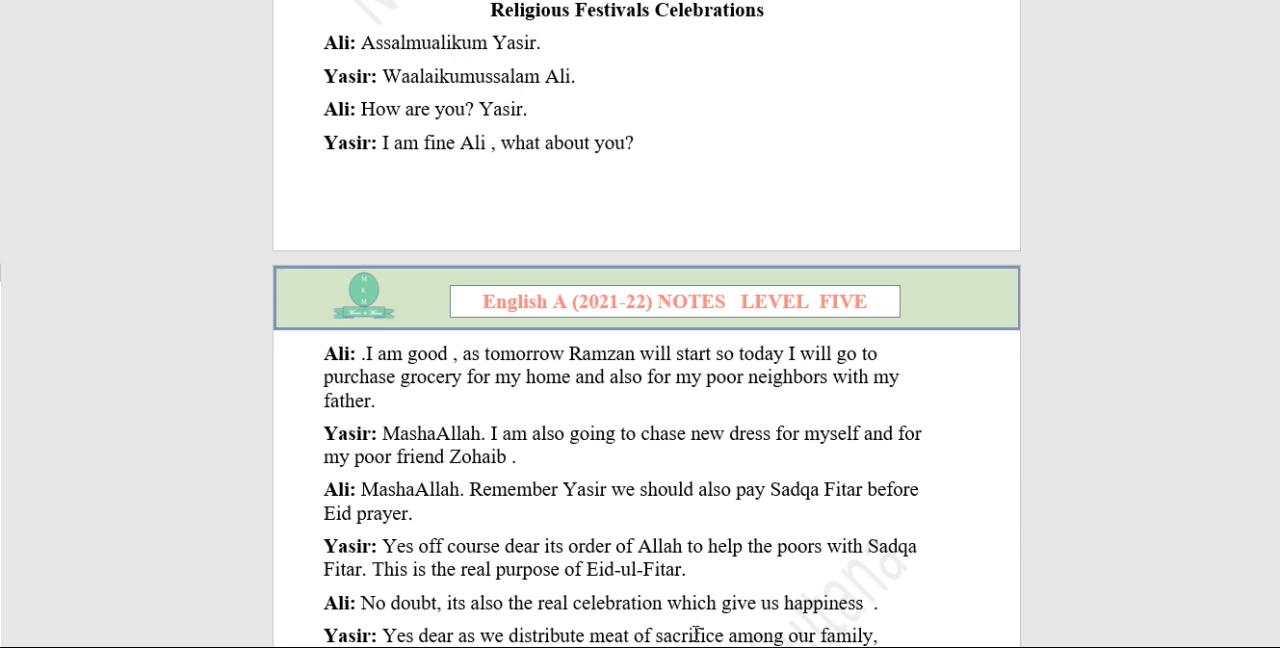 Religious Festivals Celebrations
Ali: Assalmualikum Yasir.
Yasir: Waalaikumussalam Ali.
Ali: How are you? Yasir.
Yasir: I am fine Ali , what about you?
M
K
M
English A (2021-22) NOTES LEVEL FIVE
Ali: .I am good , as tomorrow Ramzan will start so today I will go to
purchase grocery for my home and also for my poor neighbors with my
father.
Yasir: MashaAllah. I am also going to chase new dress for myself and for
my poor friend Zohaib .
Ali: MashaAllah. Remember Yasir we should also pay Sadqa Fitar before
Eid prayer.
Yasir: Yes off course dear its order of Allah to help the poors with Sadqa
Fitar. This is the real purpose of Eid-ul-Fitar.
Ali: No doubt, its also the real celebration which give us happiness .
Yasir: Yes dear as we distribute meat of sacrifice among our family,